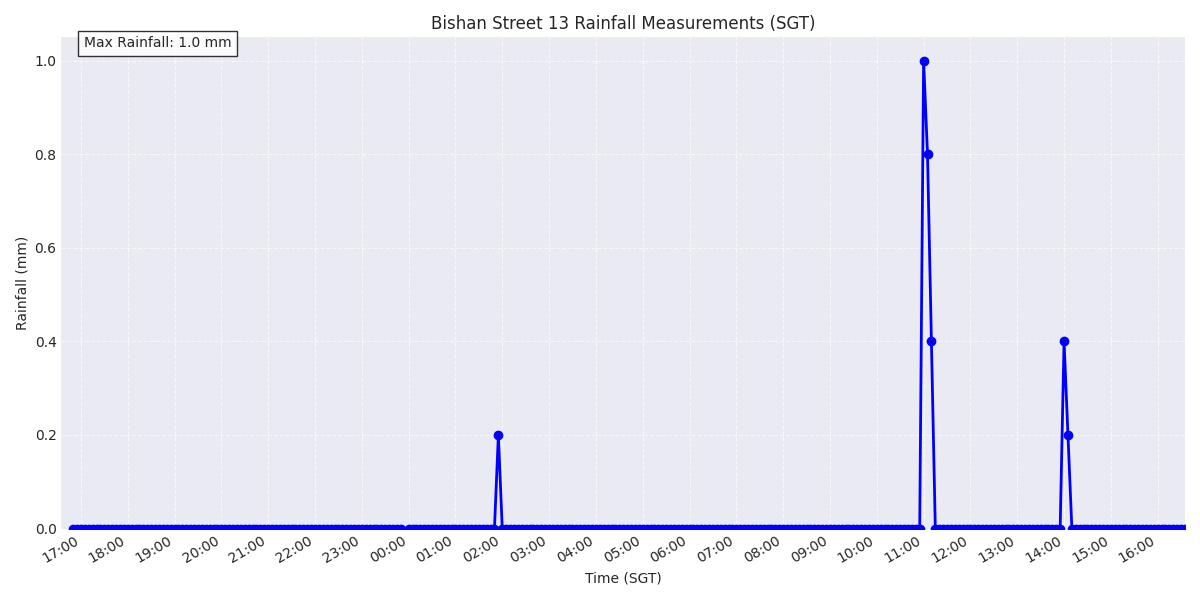 Bishan Street 13 Rainfall Measurements (SGT)
Max Rainfall: 1.0 mm
1.0
0.8
0.6
0.4
0.2
0.0
Rainfall (mm)
17:00 18:00 19:00 20:00 21:00 22:00 23:00 00:00 01:00 02:00 03:00 04:00 05:00 06:00 07:00 08:00 09:00 10:00 11:00 12:00 13:00 14:00 15:00 16:00
Time (SGT)